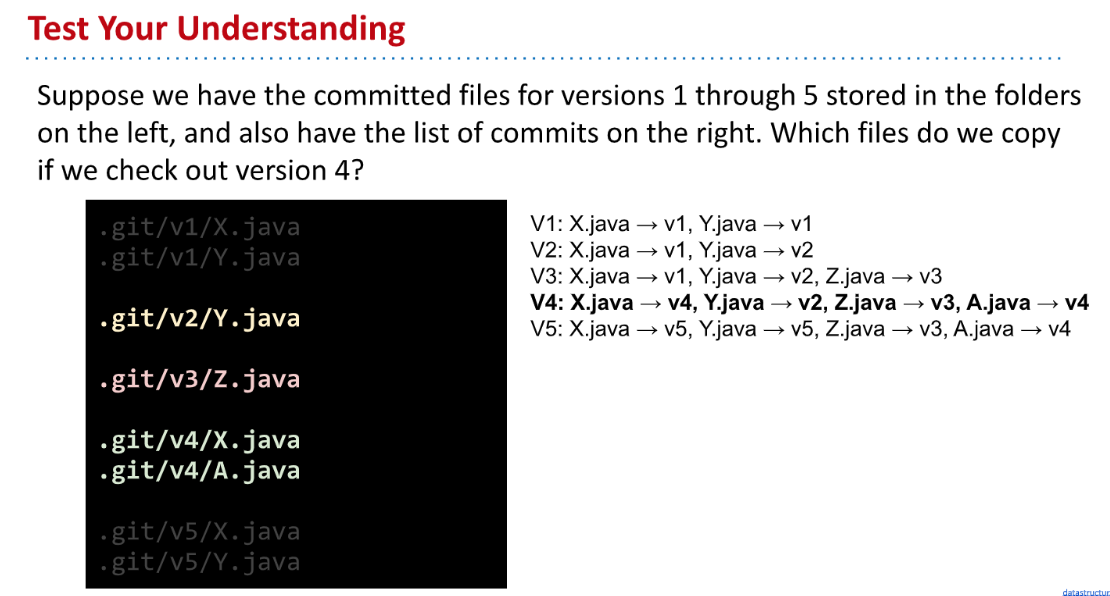 Test Your Understanding
Suppose we have the committed files for versions 1 through 5 stored in the folders
on the left, and also have the list of commits on the right. Which files do we copy
if we check out version 4?
.git/v1/X.java
.git/v1/Y.java
.git/v2/Y.java
.git/v3/Z.java
.git/v4/X.java
.git/v4/A.java
.git/v5/X.java
.git/v5/Y.java
V1: X.java → v1, Y.java → v1
V2: X.java → v1, Y.java → v2
V3: X.java → v1, Y.java → v2, Z.java → v3
V4: X.java → v4, Y.java → v2, Z.java → v3, A.java → v4
V5: X.java → v5, Y.java → v5, Z.java → v3, A.java → v4
datastructur